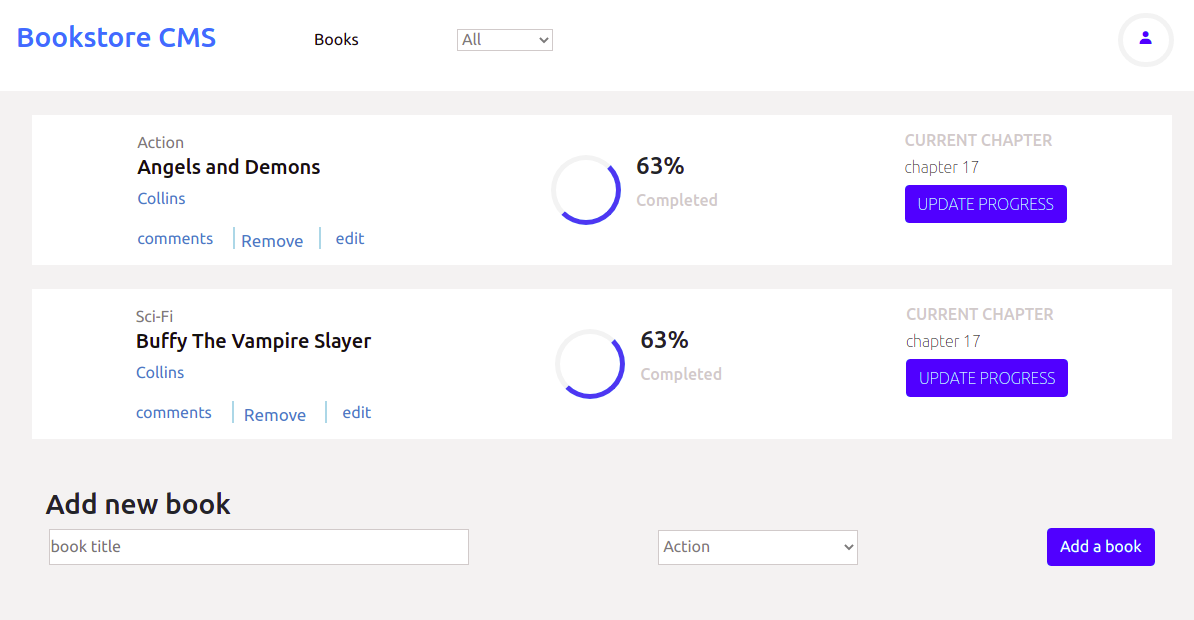 Bookstore CMS Books All
Action
Angels and Demons
Collins
comments Remove edit
63%
Completed
CURRENT CHAPTER
chapter 17
UPDATE PROGRESS
Sci-Fi
Buffy The Vampire Slayer
Collins
comments Remove edit
63%
Completed
CURRENT CHAPTER
chapter 17
UPDATE PROGRESS
Add new book
book title Action Add a book